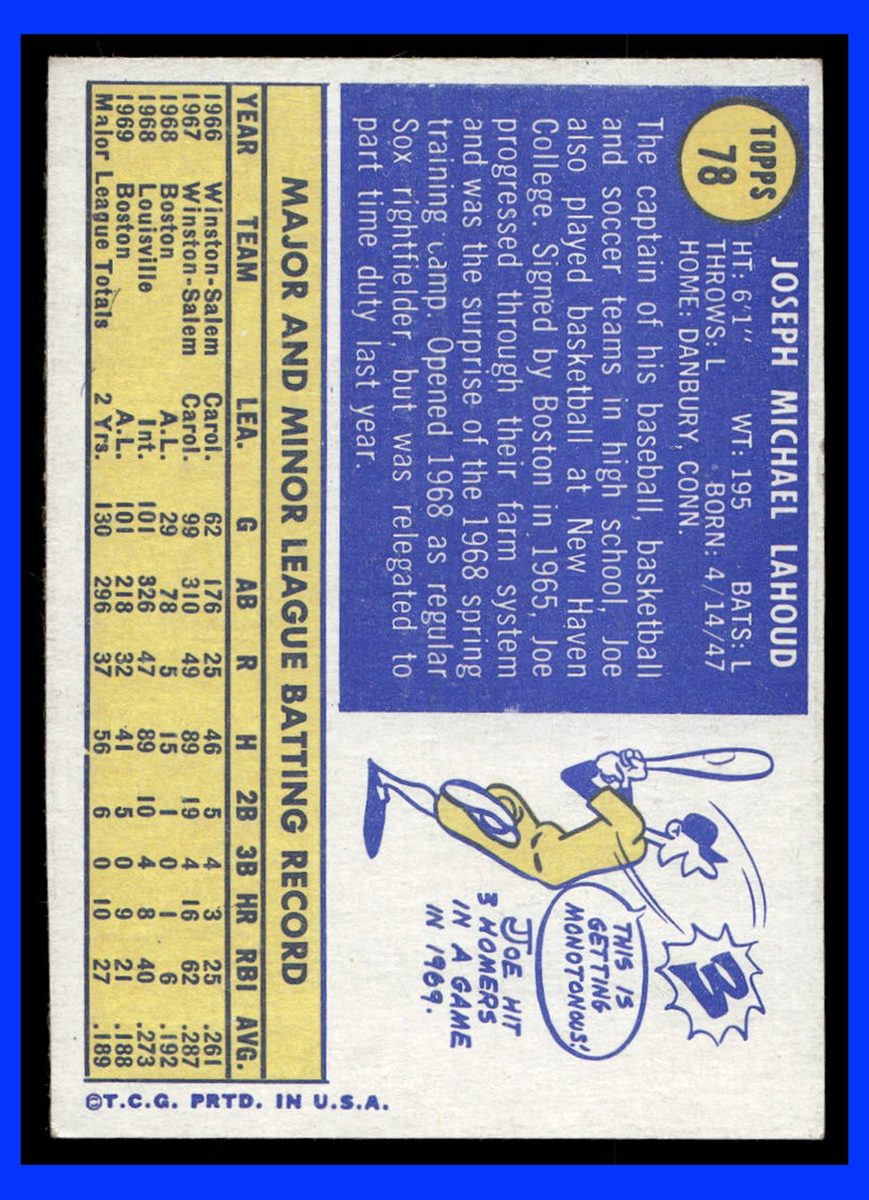 TOPPS
78
JOSEPH MICHAEL LAHOUD
HT: 6'1" WT: 195 BATS: L
THROWS: L BORN: 4/14/47
HOME: DANBURY, CONN.
The captain of his baseball, basketball
and soccer teams in high school, Joe
also played basketball at New Haven
College. Signed by Boston in 1965, Joe
progressed through their farm system
and was the surprise of the 1968 spring
training camp. Opened 1968 as regular
Sox rightfielder, but was relegated to
part time duty last year.
3
THIS IS
GETTING
MONOTONOUS!
JOE HIT
3 HOMERS
IN A GAME
IN 1969.
MAJOR AND MINOR LEAGUE BATTING RECORD
YEAR TEAM LEA. G AB R H 2B 3B HR RBI AVG.
1966 Winston-Salem Carol. 62 176 25 46 5 4 3 25 .261
1967 Winston-Salem Carol. 99 310 49 89 19 4 16 62 .287
1968 Boston A.L. 29 78 5 15 1 0 1 6 .192
1968 Louisville Int. 101 326 47 89 10 4 8 40 .273
1969 Boston A.L. 101 218 32 41 5 0 9 21 .188
Major League Totals 2 Yrs. 130 296 37 56 6 0 10 27 .189
©T.C.G. PRTD. IN U.S.A.